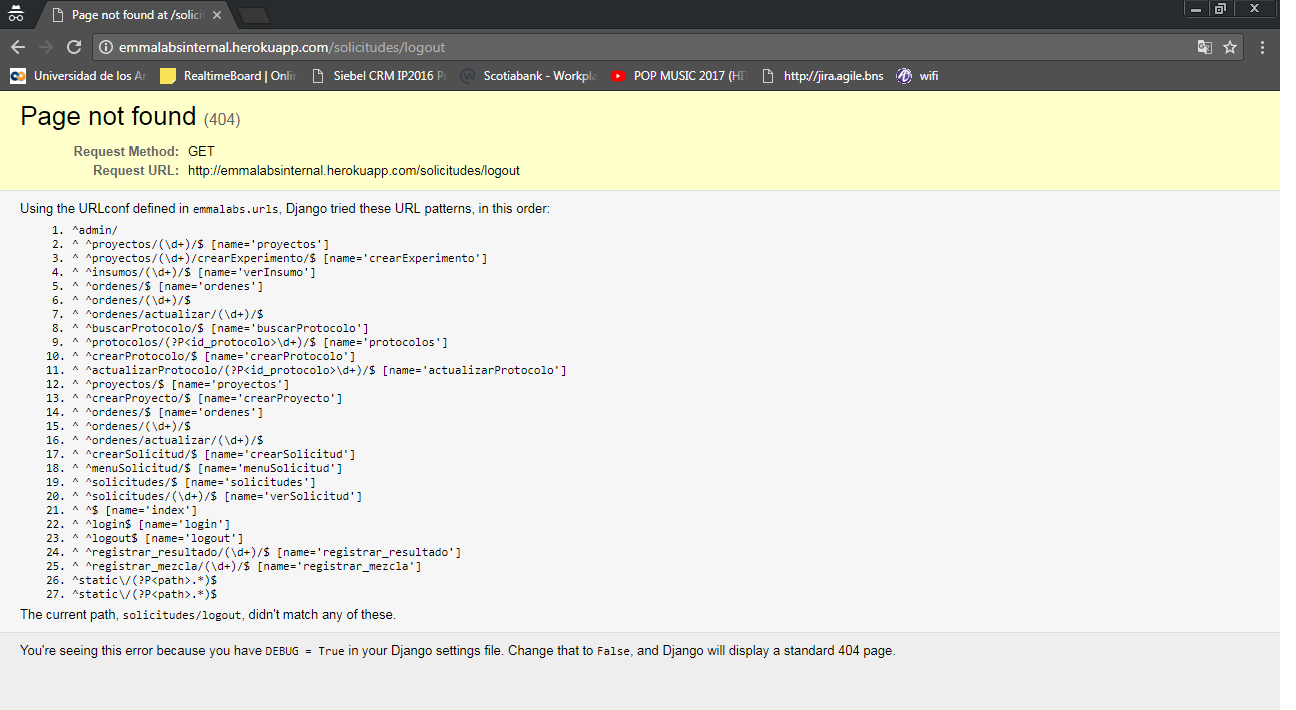 Page not found at /solicit
emmalabsinternal.herokuapp.com/solicitudes/logout
Universidad de los An RealtimeBoard | Onlin Siebel CRM IP2016 Pr Scotiabank - Workpla POP MUSIC 2017 (HIT http://jira.agile.bns wifi
Page not found (404)
Request Method: GET
Request URL: http://emmalabsinternal.herokuapp.com/solicitudes/logout
Using the URLconf defined in emmalabs.urls, Django tried these URL patterns, in this order:
1. ^admin/
2. ^ ^proyectos/(\d+)/$ [name='proyectos']
3. ^ ^proyectos/(\d+)/crearExperimento/$ [name='crearExperimento']
4. ^ ^insumos/(\d+)/$ [name='verInsumo']
5. ^ ^ordenes/$ [name='ordenes']
6. ^ ^ordenes/(\d+)/$
7. ^ ^ordenes/actualizar/(\d+)/$
8. ^ ^buscarProtocolo/$ [name='buscarProtocolo']
9. ^ ^protocolos/(?P<id_protocolo>\d+)/$ [name='protocolos']
10. ^ ^crearProtocolo/$ [name='crearProtocolo']
11. ^ ^actualizarProtocolo/(?P<id_protocolo>\d+)/$ [name='actualizarProtocolo']
12. ^ ^proyectos/$ [name='proyectos']
13. ^ ^crearProyecto/$ [name='crearProyecto']
14. ^ ^ordenes/$ [name='ordenes']
15. ^ ^ordenes/(\d+)/$
16. ^ ^ordenes/actualizar/(\d+)/$
17. ^ ^crearSolicitud/$ [name='crearSolicitud']
18. ^ ^menuSolicitud/$ [name='menuSolicitud']
19. ^ ^solicitudes/$ [name='solicitudes']
20. ^ ^solicitudes/(\d+)/$ [name='verSolicitud']
21. ^ ^$ [name='index']
22. ^ ^login$ [name='login']
23. ^ ^logout$ [name='logout']
24. ^ ^registrar_resultado/(\d+)/$ [name='registrar_resultado']
25. ^ ^registrar_mezcla/(\d+)/$ [name='registrar_mezcla']
26. ^static\/(?P<path>.*)$
27. ^static\/(?P<path>.*)$
The current path, solicitudes/logout, didn't match any of these.
You're seeing this error because you have DEBUG = True in your Django settings file. Change that to False, and Django will display a standard 404 page.